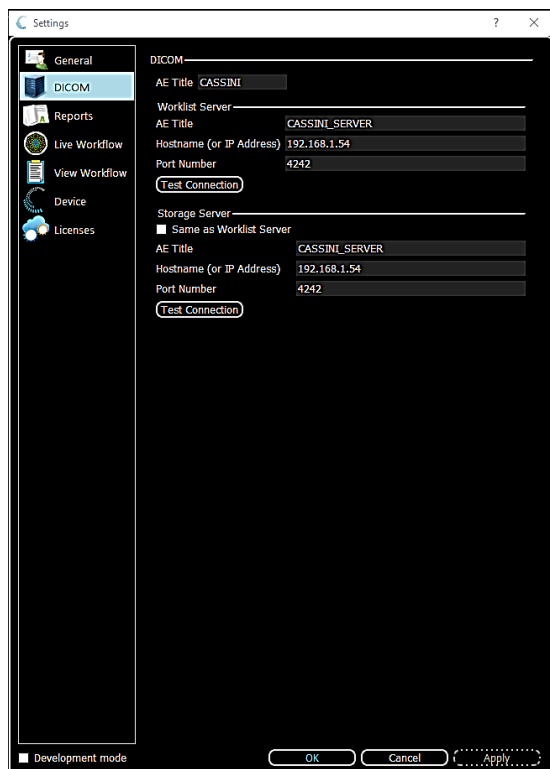 Settings
?
General
DICOM
Reports
Live Workflow
View Workflow
Device
Licenses
DICOM
AE Title CASSINI
Worklist Server
AE Title CASSINI_SERVER
Hostname (or IP Address) 192.168.1.54
Port Number 4242
Test Connection
Storage Server
Same as Worklist Server
AE Title CASSINI_SERVER
Hostname (or IP Address) 192.168.1.54
Port Number 4242
Test Connection
Development mode
OK Cancel Apply